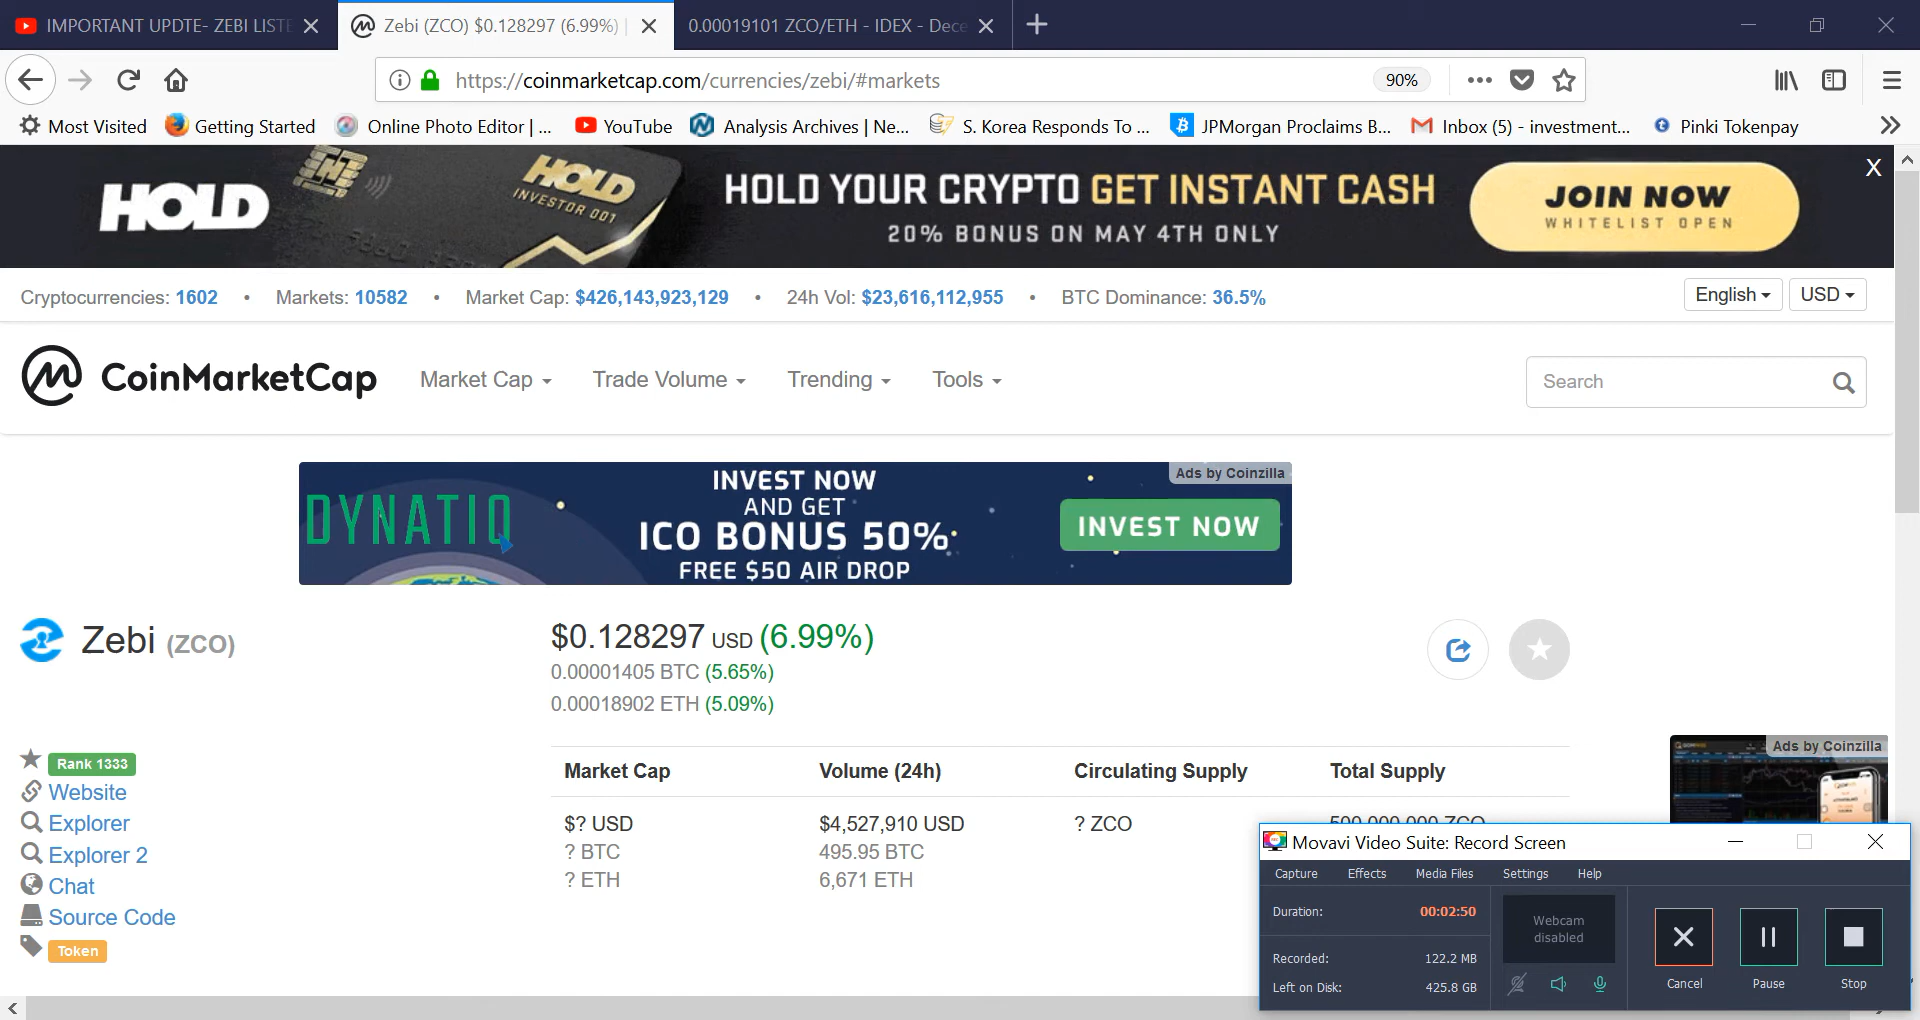 IMPORTANT UPDTE- ZEBI LISTE
Zebi (ZCO) $0.128297 (6.99%) |
0.00019101 ZCO/ETH - IDEX - Dece
https://coinmarketcap.com/currencies/zebi/#markets
90%
Most Visited
Getting Started
Online Photo Editor | ...
YouTube
Analysis Archives | Ne...
S. Korea Responds To ...
JPMorgan Proclaims B...
Inbox (5) - investment...
Pinki Tokenpay
HOLD
HOLD
INVESTOR 001
HOLD YOUR CRYPTO GET INSTANT CASH
20% BONUS ON MAY 4TH ONLY
JOIN NOW
WHITELIST OPEN
X
Cryptocurrencies: 1602 • Markets: 10582 • Market Cap: $426,143,923,129 • 24h Vol: $23,616,112,955 • BTC Dominance: 36.5%
English
USD
CoinMarketCap
Market Cap
Trade Volume
Trending
Tools
Search
DYNATIQ
INVEST NOW
AND GET
ICO BONUS 50%
FREE $50 AIR DROP
Ads by Coinzilla
INVEST NOW
Zebi (ZCO)
$0.128297 USD (6.99%)
0.00001405 BTC (5.65%)
0.00018902 ETH (5.09%)
Rank 1333
Website
Explorer
Explorer 2
Chat
Source Code
Token
Market Cap Volume (24h) Circulating Supply Total Supply
$? USD $4,527,910 USD ? ZCO 500,000,000 ZCO
? BTC 495.95 BTC
? ETH 6,671 ETH
Ads by Coinzilla
Movavi Video Suite: Record Screen
Capture Effects Media Files Settings Help
Duration: 00:02:50
Webcam
disabled
Recorded: 122.2 MB
Left on Disk: 425.8 GB
Cancel
Pause
Stop